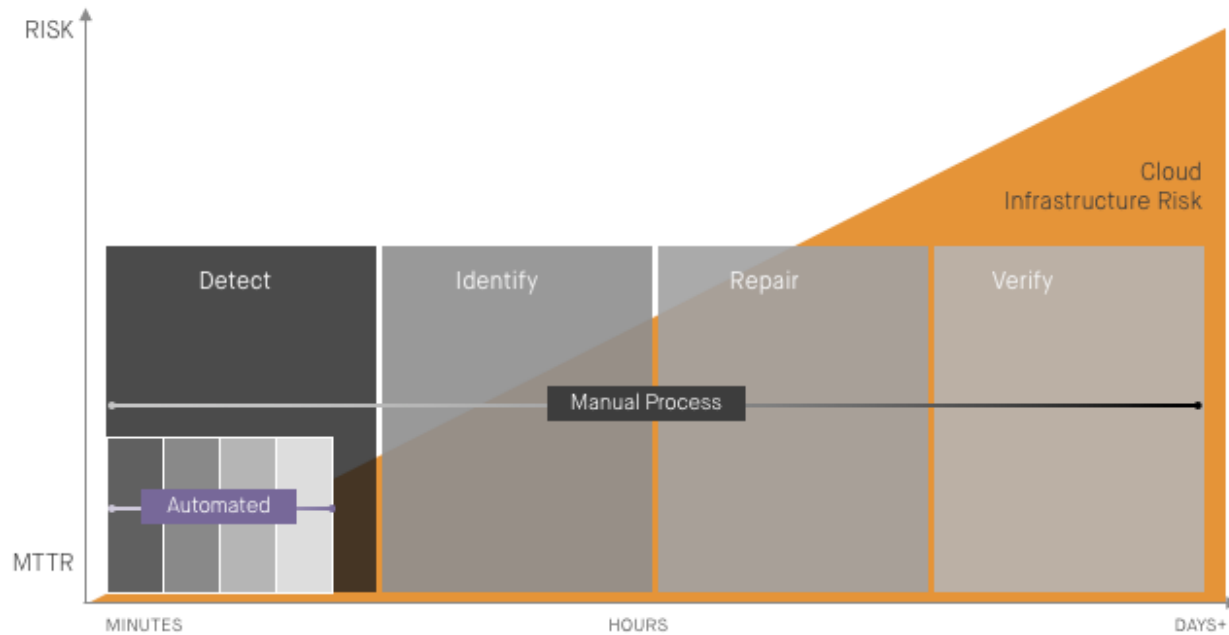 RISK
Cloud
Infrastructure Risk
Detect
Identify
Repair
Verify
Manual Process
Automated
MTTR
MINUTES
HOURS
DAYS+